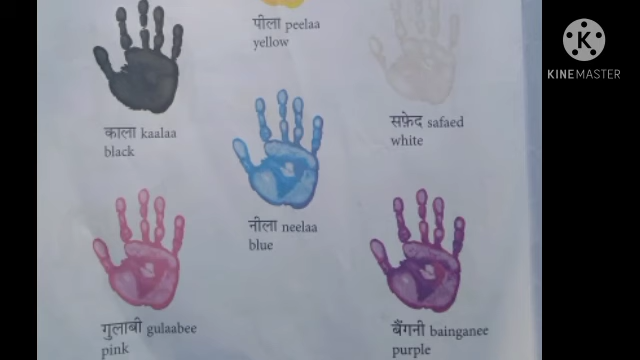 पीला peelaa
yellow
K
KINEMASTER
काला kaalaa
black
सफ़ेद safaed
white
नीला neelaa
blue
गुलाबी gulaabee
pink
बैंगनी bainganee
purple